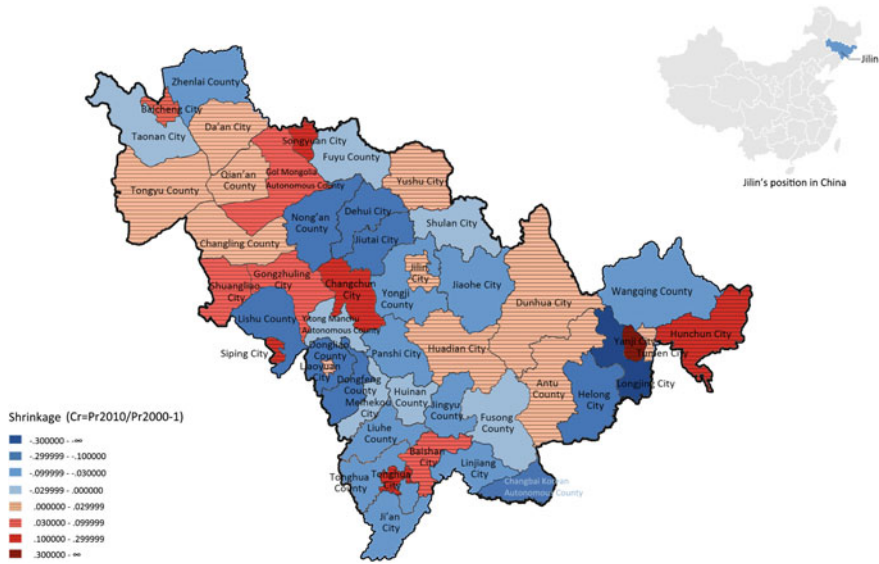 Zhenlai County
Baicheng City
Taonan City
Da'an City
Songyuan City
Fuyu County
Qian'an
County
Gol Mongolia
Autonomous County
Yushu City
Tongyu County
Dehui City
Nong'an
County
Shulan City
Changling County
Jiutai City
Jilin
City
Shuangliao
City
Gongzhuling
City
Changchun
City
Yongji
County
Jiaohe City
Dunhua City
Wangqing County
Lishu County
Yitong Manchu
Autonomous County
Hunchun City
Yanji City
Tumen City
Siping City
Dongliao
County
Liaoyuan
City
Panshi City
Huadian City
Longjing City
Dongfeng
County
Meihekou
City
Huinan
County
Jingyu
County
Antu
County
Helong
City
Fusong
County
Liuhe
County
Baishan
City
Linjiang
City
Tonghua
County
Tonghua
City
Changbai Korean
Autonomous County
Ji'an
City
Jilin
Jilin's position in China
Shrinkage (Cr=Pr2010/Pr2000-1)
-.300000 - -∞
-.299999 - -.100000
-.099999 - -.030000
-.029999 - .000000
.000000 - .029999
.030000 - .099999
.100000 - .299999
.300000 - ∞